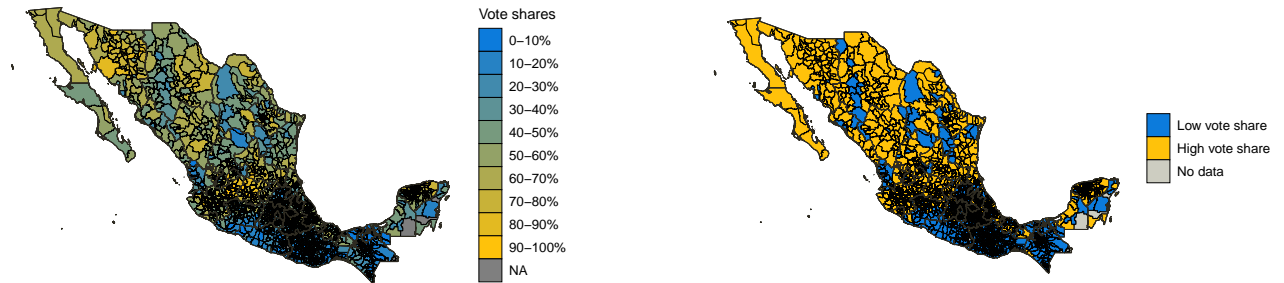 Vote shares
0–10%
10–20%
20–30%
30–40%
40–50%
50–60%
60–70%
70–80%
80–90%
90–100%
NA
Low vote share
High vote share
No data